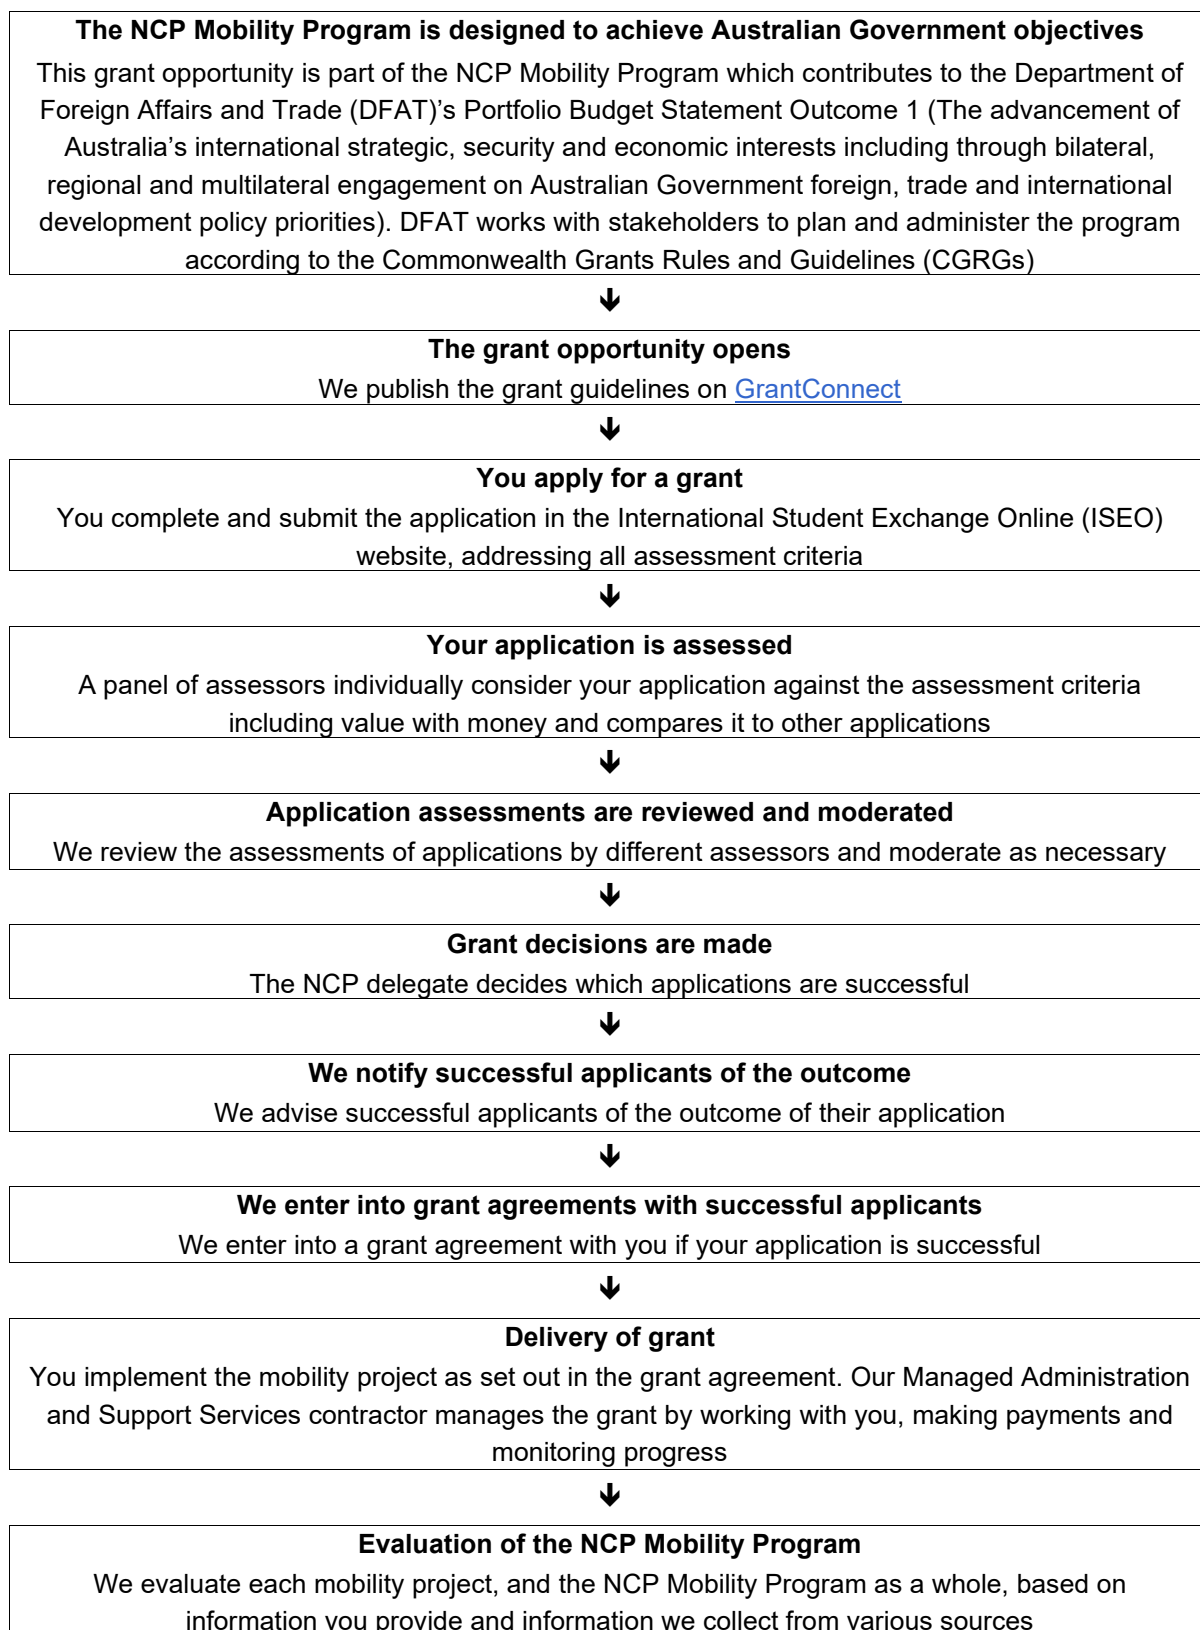 The NCP Mobility Program is designed to achieve Australian Government objectives
This grant opportunity is part of the NCP Mobility Program which contributes to the Department of
Foreign Affairs and Trade (DFAT)’s Portfolio Budget Statement Outcome 1 (The advancement of
Australia’s international strategic, security and economic interests including through bilateral,
regional and multilateral engagement on Australian Government foreign, trade and international
development policy priorities). DFAT works with stakeholders to plan and administer the program
according to the Commonwealth Grants Rules and Guidelines (CGRGs)
The grant opportunity opens
We publish the grant guidelines on GrantConnect
You apply for a grant
You complete and submit the application in the International Student Exchange Online (ISEO)
website, addressing all assessment criteria
Your application is assessed
A panel of assessors individually consider your application against the assessment criteria
including value with money and compares it to other applications
Application assessments are reviewed and moderated
We review the assessments of applications by different assessors and moderate as necessary
Grant decisions are made
The NCP delegate decides which applications are successful
We notify successful applicants of the outcome
We advise successful applicants of the outcome of their application
We enter into grant agreements with successful applicants
We enter into a grant agreement with you if your application is successful
Delivery of grant
You implement the mobility project as set out in the grant agreement. Our Managed Administration
and Support Services contractor manages the grant by working with you, making payments and
monitoring progress
Evaluation of the NCP Mobility Program
We evaluate each mobility project, and the NCP Mobility Program as a whole, based on
information you provide and information we collect from various sources